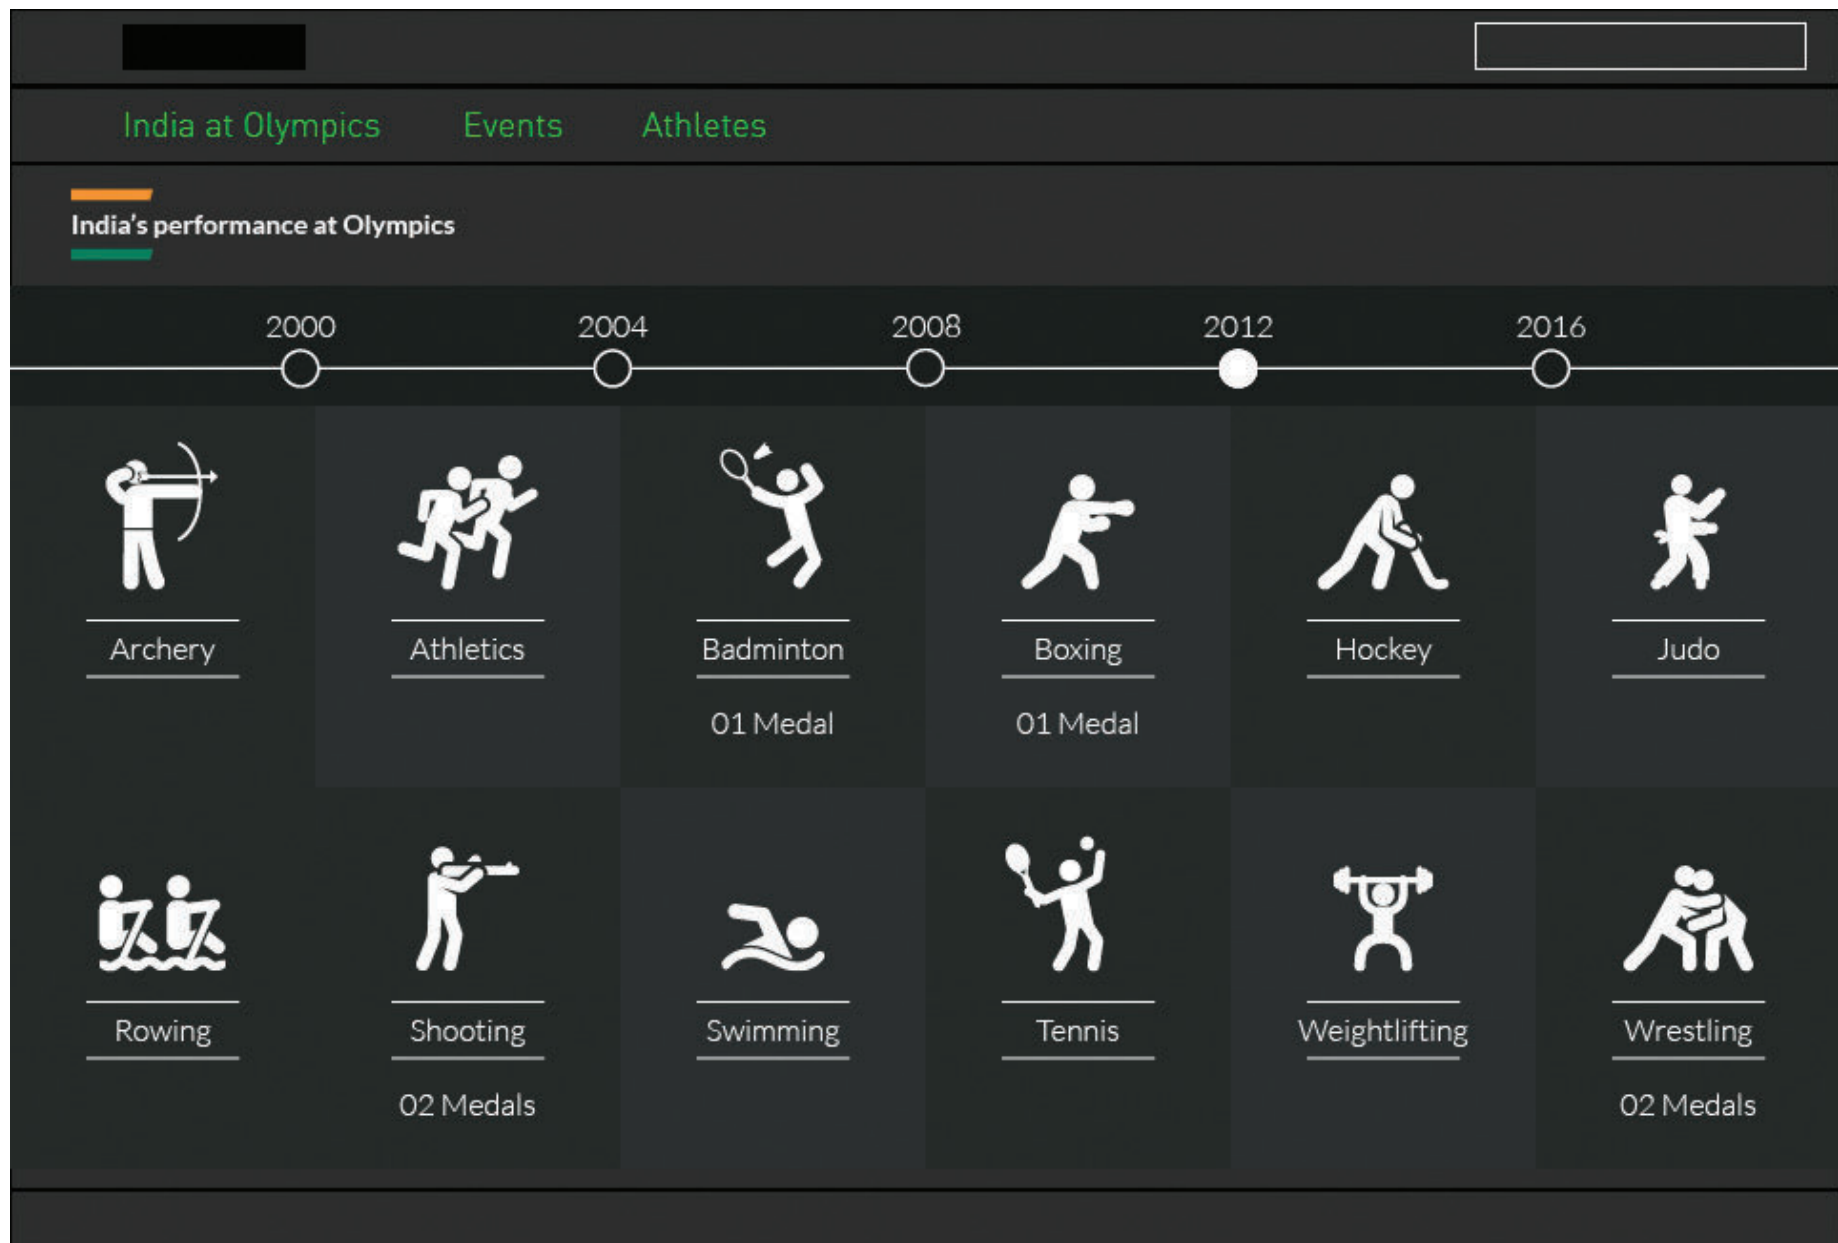 India at Olympics Events Athletes
India's performance at Olympics
2000 2004 2008 2012 2016
Archery Athletics Badminton Boxing Hockey Judo
01 Medal 01 Medal
Rowing Shooting Swimming Tennis Weightlifting Wrestling
02 Medals 02 Medals